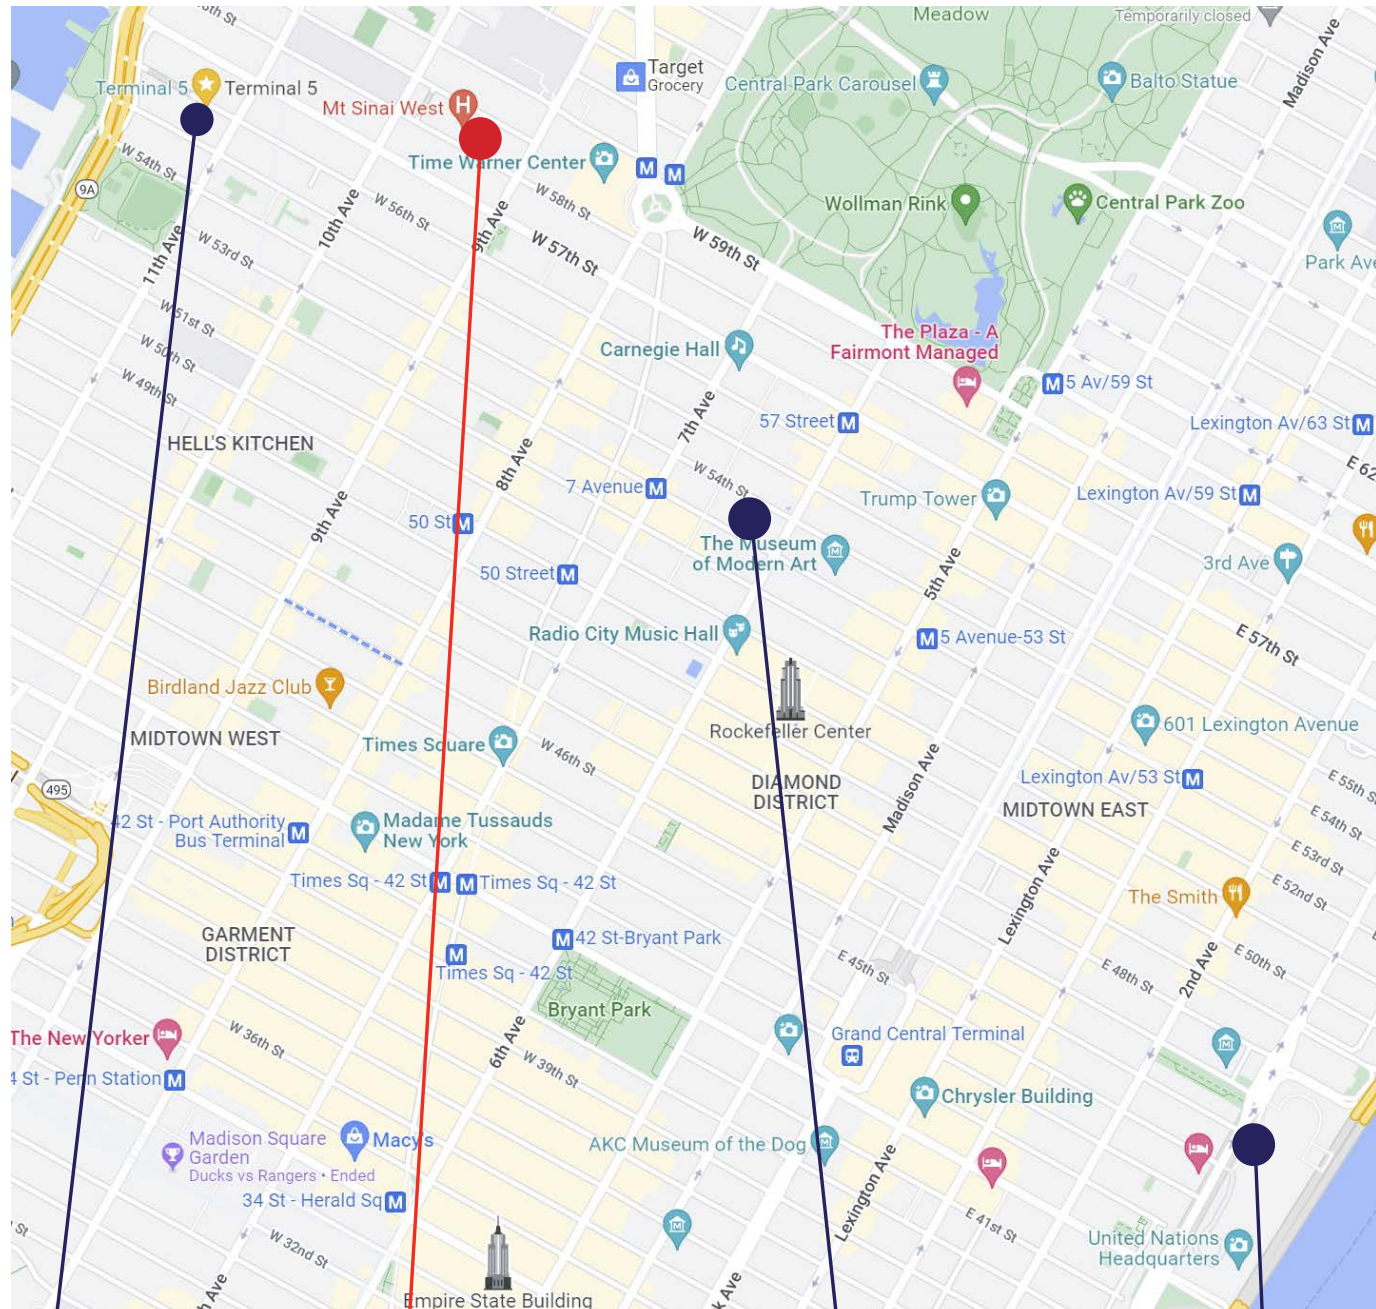 Meadow
Temporarily closed
Madison Ave
W 58th St
Target
Grocery
Terminal 5
Terminal 5
Central Park Carousel
Balto Statue
Mt Sinai West
H
Time Warner Center
M
M
W 54th St
9A
W 56th St
10th Ave
W 58th St
9th Ave
Wollman Rink
Central Park Zoo
11th Ave
W 53rd St
W 57th St
W 59th St
Park Ave
W 51st St
W 50th St
W 49th St
Carnegie Hall
The Plaza - A
Fairmont Managed
M 5 Av/59 St
7th Ave
57 Street M
Lexington Av/63 St M
HELL'S KITCHEN
8th Ave
W 54th St
E 62
7 Avenue M
Trump Tower
Lexington Av/59 St M
9th Ave
50 St M
The Museum
of Modern Art
50 Street M
5th Ave
3rd Ave
Radio City Music Hall
M 5 Avenue-53 St
E 57th St
Birdland Jazz Club
Rockefeller Center
601 Lexington Avenue
MIDTOWN WEST
Times Square
W 46th St
DIAMOND
DISTRICT
Madison Ave
Lexington Av/53 St M
E 55th S
495
MIDTOWN EAST
E 54th St
42 St - Port Authority
Bus Terminal M
Madame Tussauds
New York
E 53rd St
Times Sq - 42 St M
M Times Sq - 42 St
Lexington Ave
The Smith
E 52nd St
GARMENT
DISTRICT
M 42 St-Bryant Park
M
Times Sq - 42 St
E 45th St
E 48th St
2nd Ave
E 50th St
Bryant Park
The New Yorker
W 36th St
6th Ave
W 39th St
Grand Central Terminal
4 St - Penn Station M
Chrysler Building
Madison Square
Garden
Ducks vs Rangers • Ended
Macy's
AKC Museum of the Dog
34 St - Herald Sq M
Lexington Ave
E 41st St
St
W 32nd St
United Nations
Headquarters
h Ave
Empire State Building
k Ave